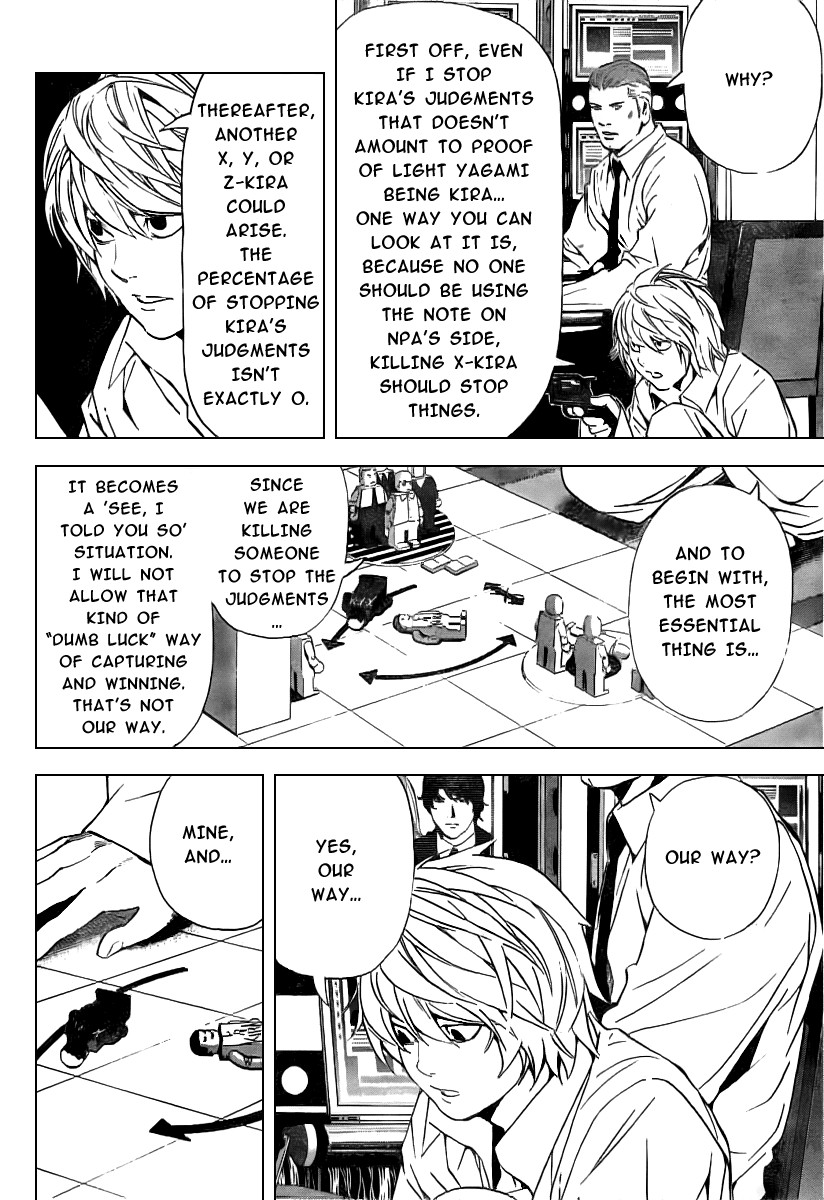 WHY?
FIRST OFF, EVEN
IF I STOP
KIRA'S JUDGMENTS
THAT DOESN'T
AMOUNT TO PROOF
OF LIGHT YAGAMI
BEING KIRA...
ONE WAY YOU CAN
LOOK AT IT IS,
BECAUSE NO ONE
SHOULD BE USING
THE NOTE ON
NPA'S SIDE,
KILLING X-KIRA
SHOULD STOP
THINGS.
THEREAFTER,
ANOTHER
X, Y, OR
Z-KIRA
COULD
ARISE.
THE
PERCENTAGE
OF STOPPING
KIRA'S
JUDGMENTS
ISN'T
EXACTLY 0.
AND TO
BEGIN WITH,
THE MOST
ESSENTIAL
THING IS...
SINCE
WE ARE
KILLING
SOMEONE
TO STOP THE
JUDGMENTS
...
IT BECOMES
A 'SEE, I
TOLD YOU SO'
SITUATION.
I WILL NOT
ALLOW THAT
KIND OF
"DUMB LUCK" WAY
OF CAPTURING
AND WINNING.
THAT'S NOT
OUR WAY.
OUR WAY?
YES,
OUR
WAY...
MINE,
AND...